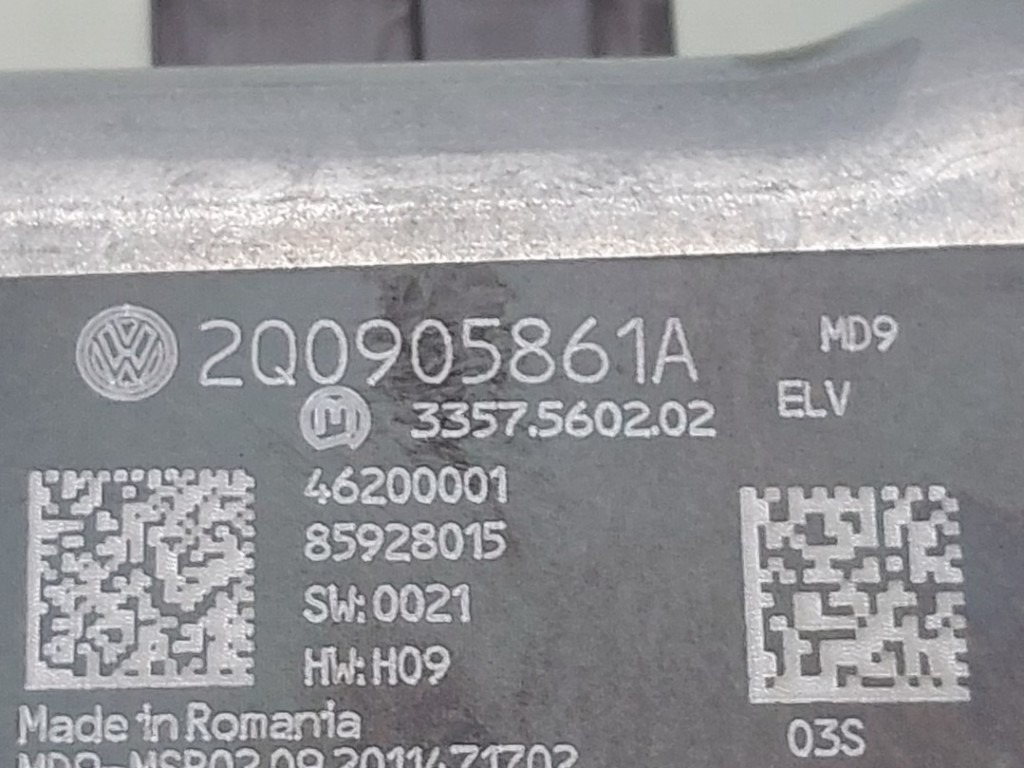 2Q0905861A MD9
3357.5602.02 ELV
46200001
85928015
SW:0021
HW:H09
Made in Romania
03S